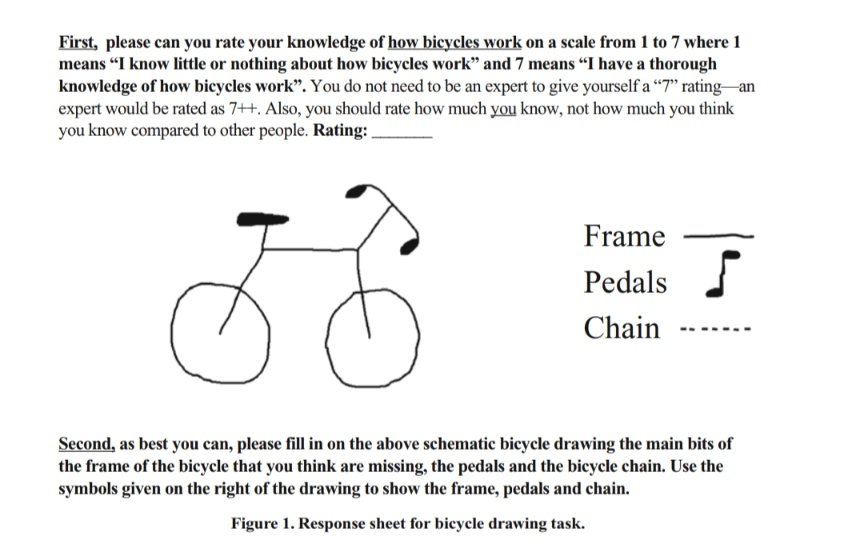 First, please can you rate your knowledge of how bicycles work on a scale from 1 to 7 where 1
means “I know little or nothing about how bicycles work” and 7 means “I have a thorough
knowledge of how bicycles work”. You do not need to be an expert to give yourself a “7” rating—an
expert would be rated as 7++. Also, you should rate how much you know, not how much you think
you know compared to other people. Rating: _______
Frame
Pedals
Chain
Second, as best you can, please fill in on the above schematic bicycle drawing the main bits of
the frame of the bicycle that you think are missing, the pedals and the bicycle chain. Use the
symbols given on the right of the drawing to show the frame, pedals and chain.
Figure 1. Response sheet for bicycle drawing task.